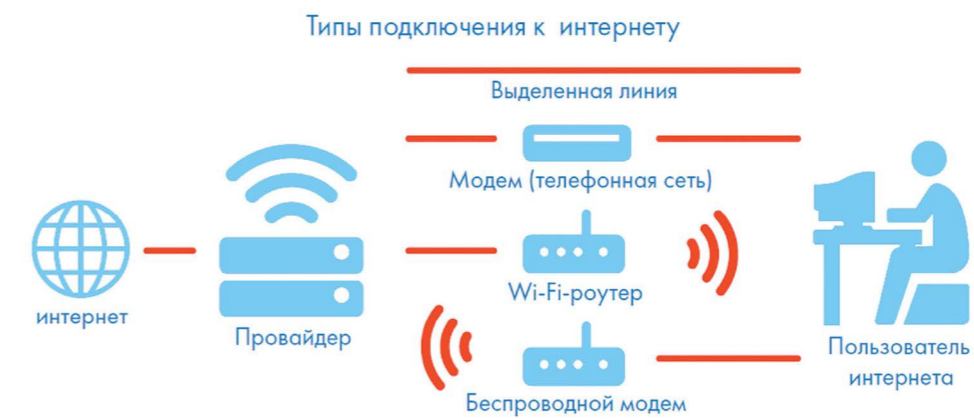 Типы подключения к интернету
Выделенная линия
Модем (телефонная сеть)
Wi-Fi-роутер
интернет
Провайдер
Пользователь
интернета
Беспроводной модем